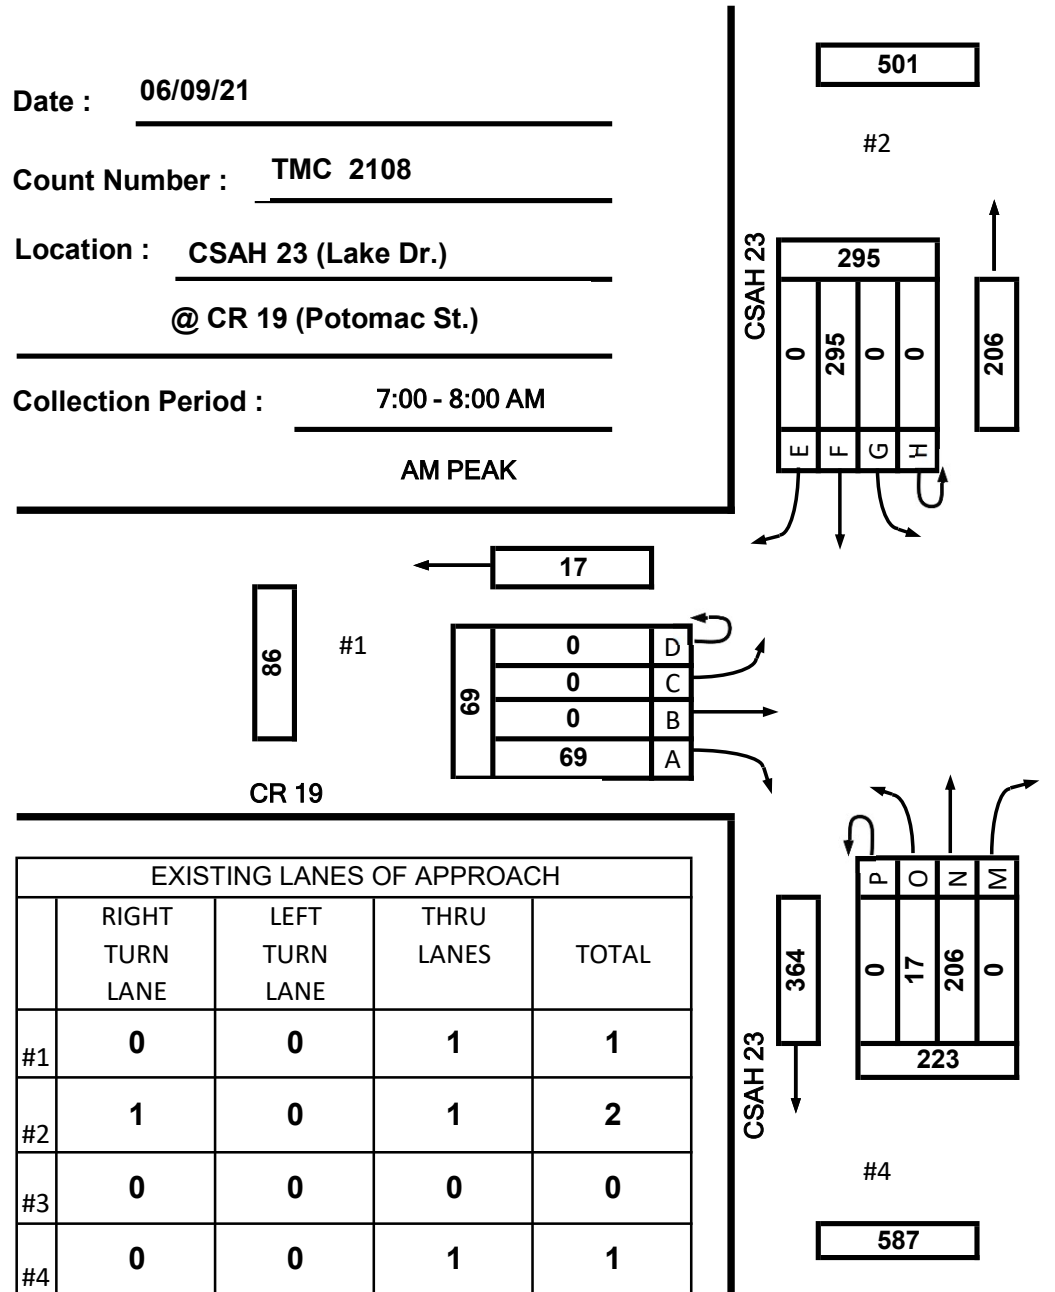 Date : 06/09/21
Count Number : TMC 2108
Location : CSAH 23 (Lake Dr.)
@ CR 19 (Potomac St.)
Collection Period : 7:00 - 8:00 AM
AM PEAK
501
#2
CSAH 23
295
0 295 0 0
E F G H
206
17
86
#1
69
0 D
0 C
0 B
69 A
CR 19
EXISTING LANES OF APPROACH
RIGHT TURN LANE
LEFT TURN LANE
THRU LANES
TOTAL
#1 0 0 1 1
#2 1 0 1 2
#3 0 0 0 0
#4 0 0 1 1
CSAH 23
364
P O N M
0 17 206 0
223
#4
587